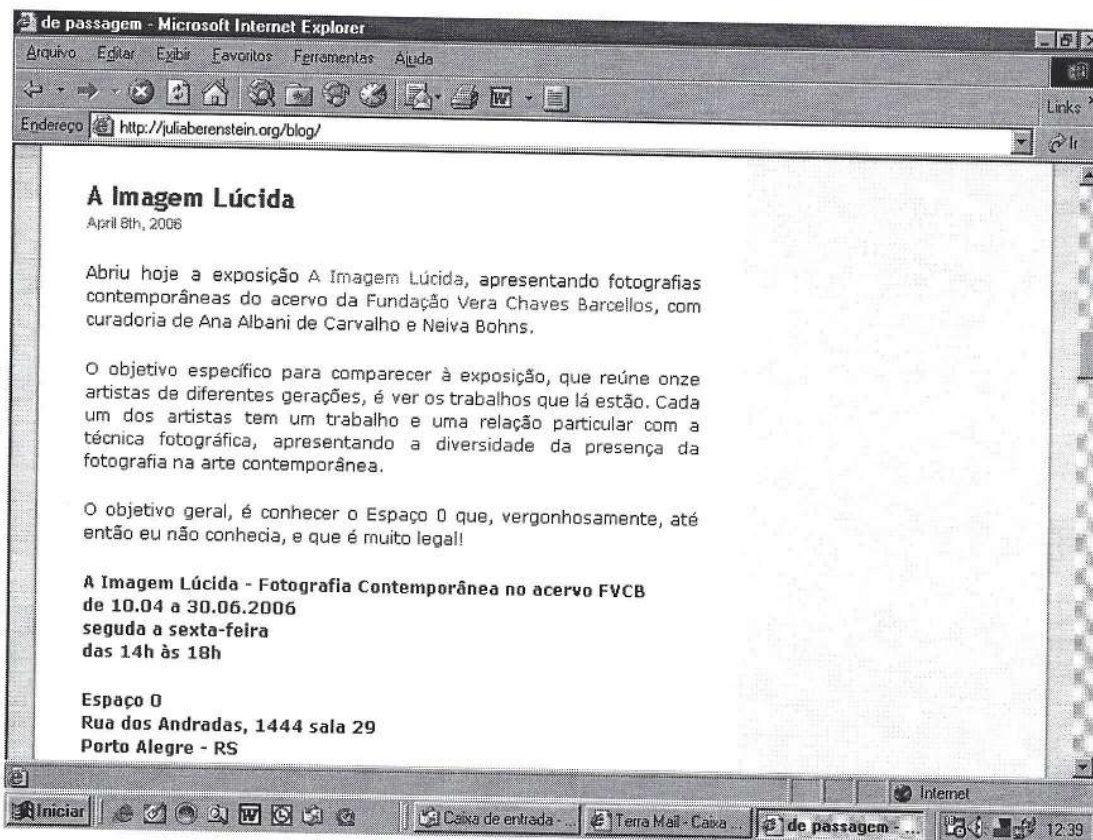 de passagem - Microsoft Internet Explorer
Arquivo Editar Exibir Favoritos Ferramentas Ajuda
Links
Endereço http://juliaberenstein.org/blog/ Ir
A Imagem Lúcida
April 8th, 2006
Abriu hoje a exposição A Imagem Lúcida, apresentando fotografias
contemporâneas do acervo da Fundação Vera Chaves Barcellos, com
curadoria de Ana Albani de Carvalho e Neiva Bohns.
O objetivo específico para comparecer à exposição, que reúne onze
artistas de diferentes gerações, é ver os trabalhos que lá estão. Cada
um dos artistas tem um trabalho e uma relação particular com a
técnica fotográfica, apresentando a diversidade da presença da
fotografia na arte contemporânea.
O objetivo geral, é conhecer o Espaço 0 que, vergonhosamente, até
então eu não conhecia, e que é muito legal!
A Imagem Lúcida - Fotografia Contemporânea no acervo FVCB
de 10.04 a 30.06.2006
seguda a sexta-feira
das 14h às 18h
Espaço 0
Rua dos Andradas, 1444 sala 29
Porto Alegre - RS
Internet
Iniciar Caixa de entrada - ... Terra Mail - Caixa ... de passagem - ... 12:39